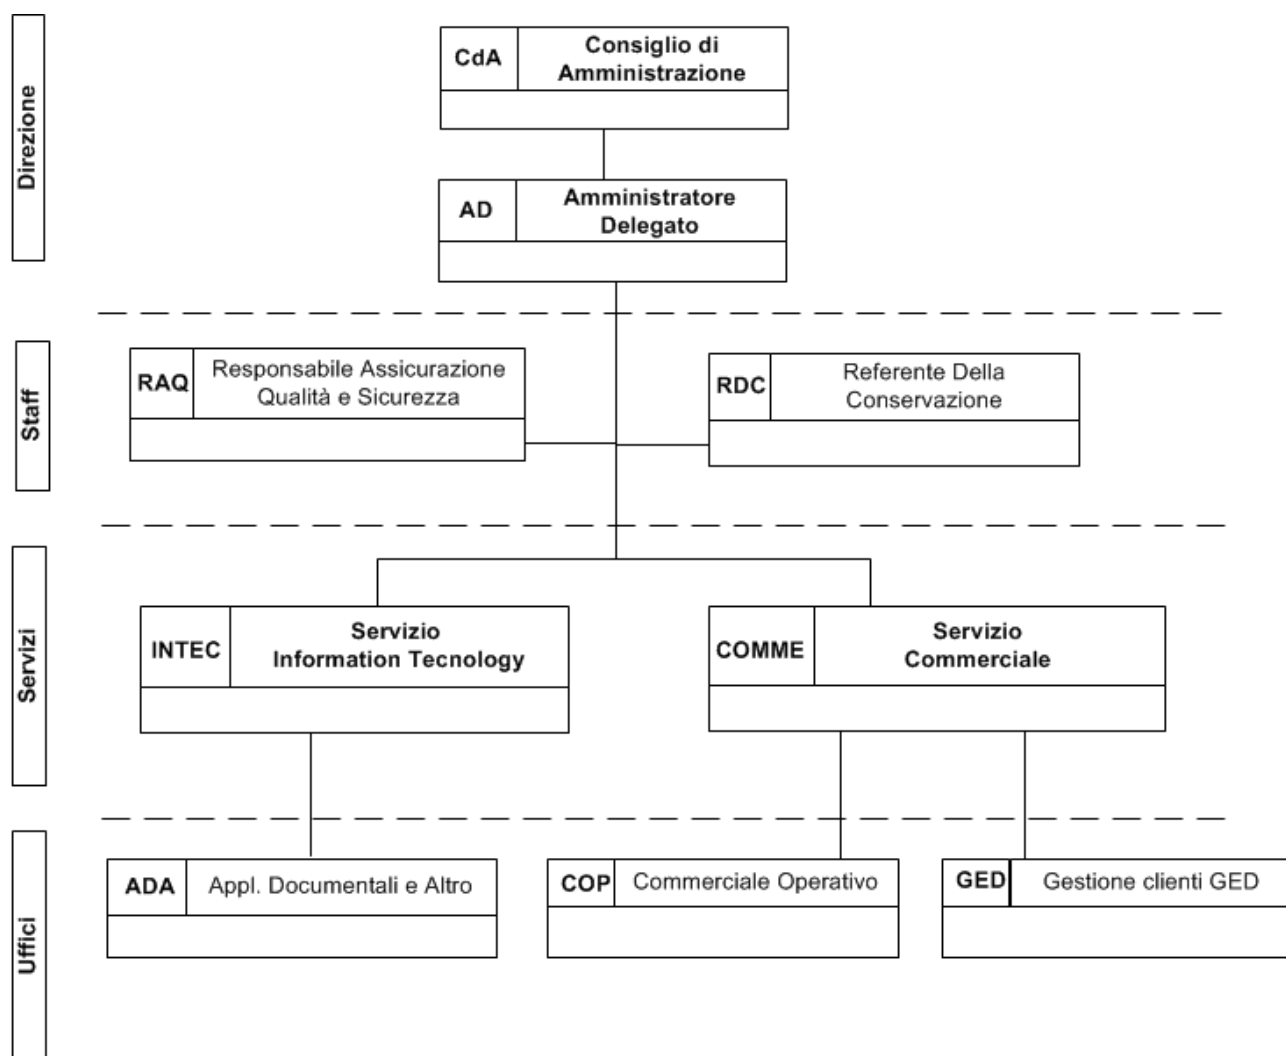 Direzione
CdA
Consiglio di
Amministrazione
AD
Amministratore
Delegato
Staff
RAQ
Responsabile Assicurazione
Qualità e Sicurezza
RDC
Referente Della
Conservazione
Servizi
INTEC
Servizio
Information Tecnology
COMME
Servizio
Commerciale
Uffici
ADA
Appl. Documentali e Altro
COP
Commerciale Operativo
GED
Gestione clienti GED